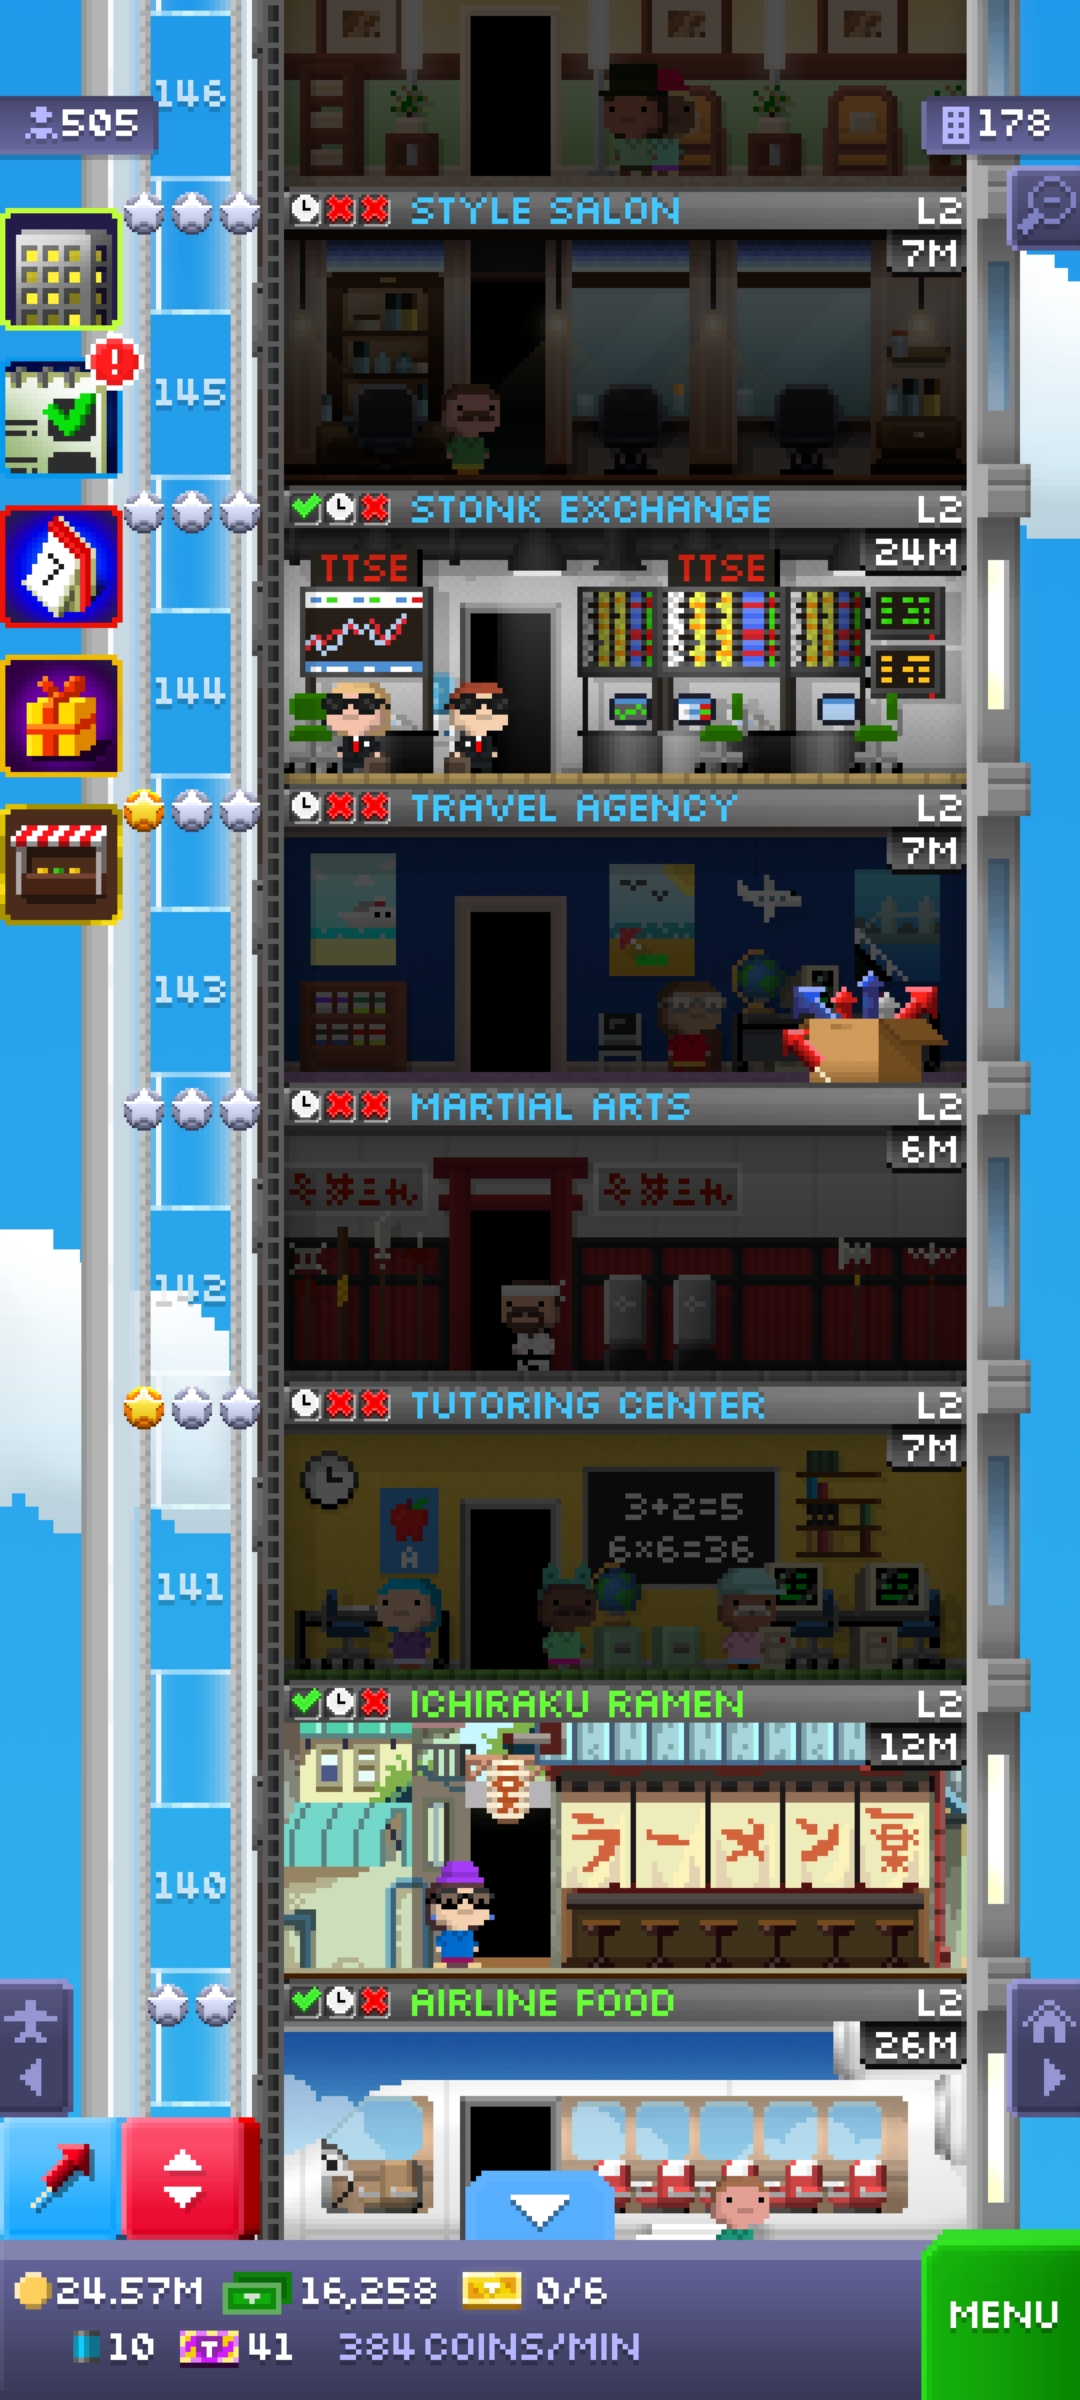 146
505
178
STYLE SALON L2
7M
145
STONK EXCHANGE L2
24M
TTSE TTSE
7
144
TRAVEL AGENCY L2
7M
143
MARTIAL ARTS L2
6M
142
TUTORING CENTER L2
7M
3+2=5
A
6×6=36
141
ICHIRAKU RAMEN L2
12M
ラーメン
140
AIRLINE FOOD L2
26M
24.57M 16,258 0/6
MENU
10 T 41 384 COINS/MIN